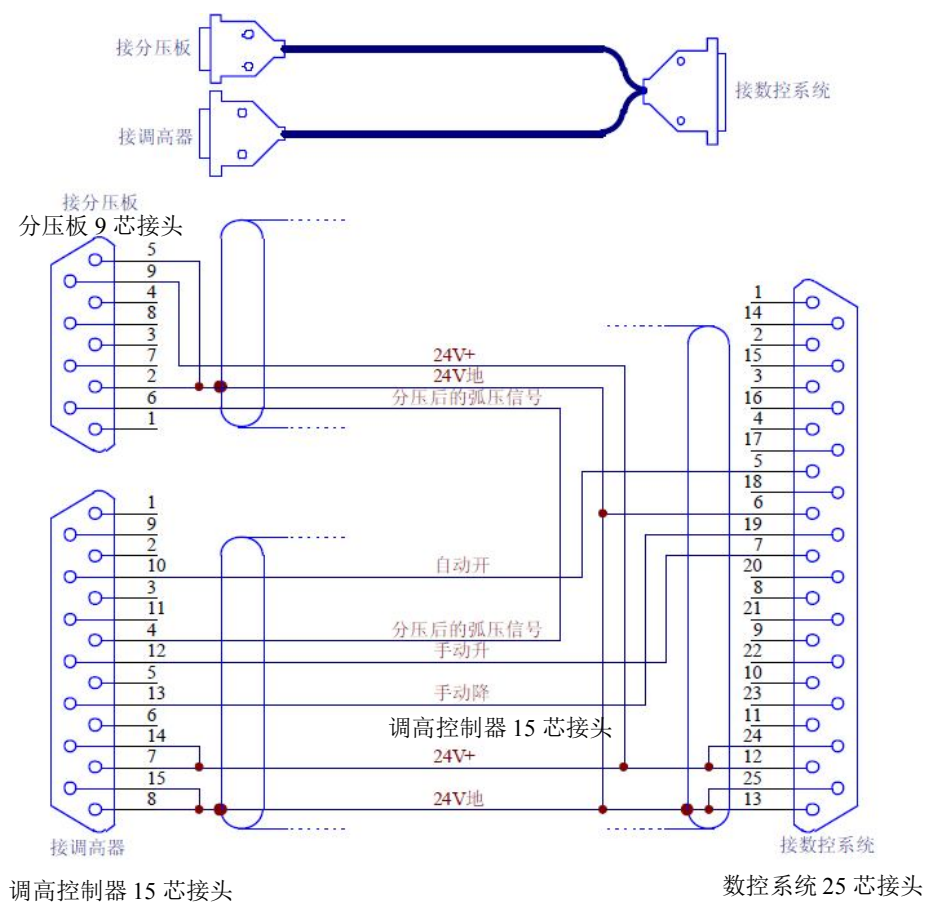 接分压板
接数控系统
接调高器
接分压板
分压板 9 芯接头
5
9
4
8
3
7
2
6
1
24V+
24V地
分压后的弧压信号
1
9
2
10
3
11
4
12
5
13
6
14
7
15
8
自动开
分压后的弧压信号
手动升
手动降
调高控制器 15 芯接头
24V+
24V地
1
14
2
15
3
16
4
17
5
18
6
19
7
20
8
21
9
22
10
23
11
24
12
25
13
接调高器
接数控系统
调高控制器 15 芯接头
数控系统 25 芯接头